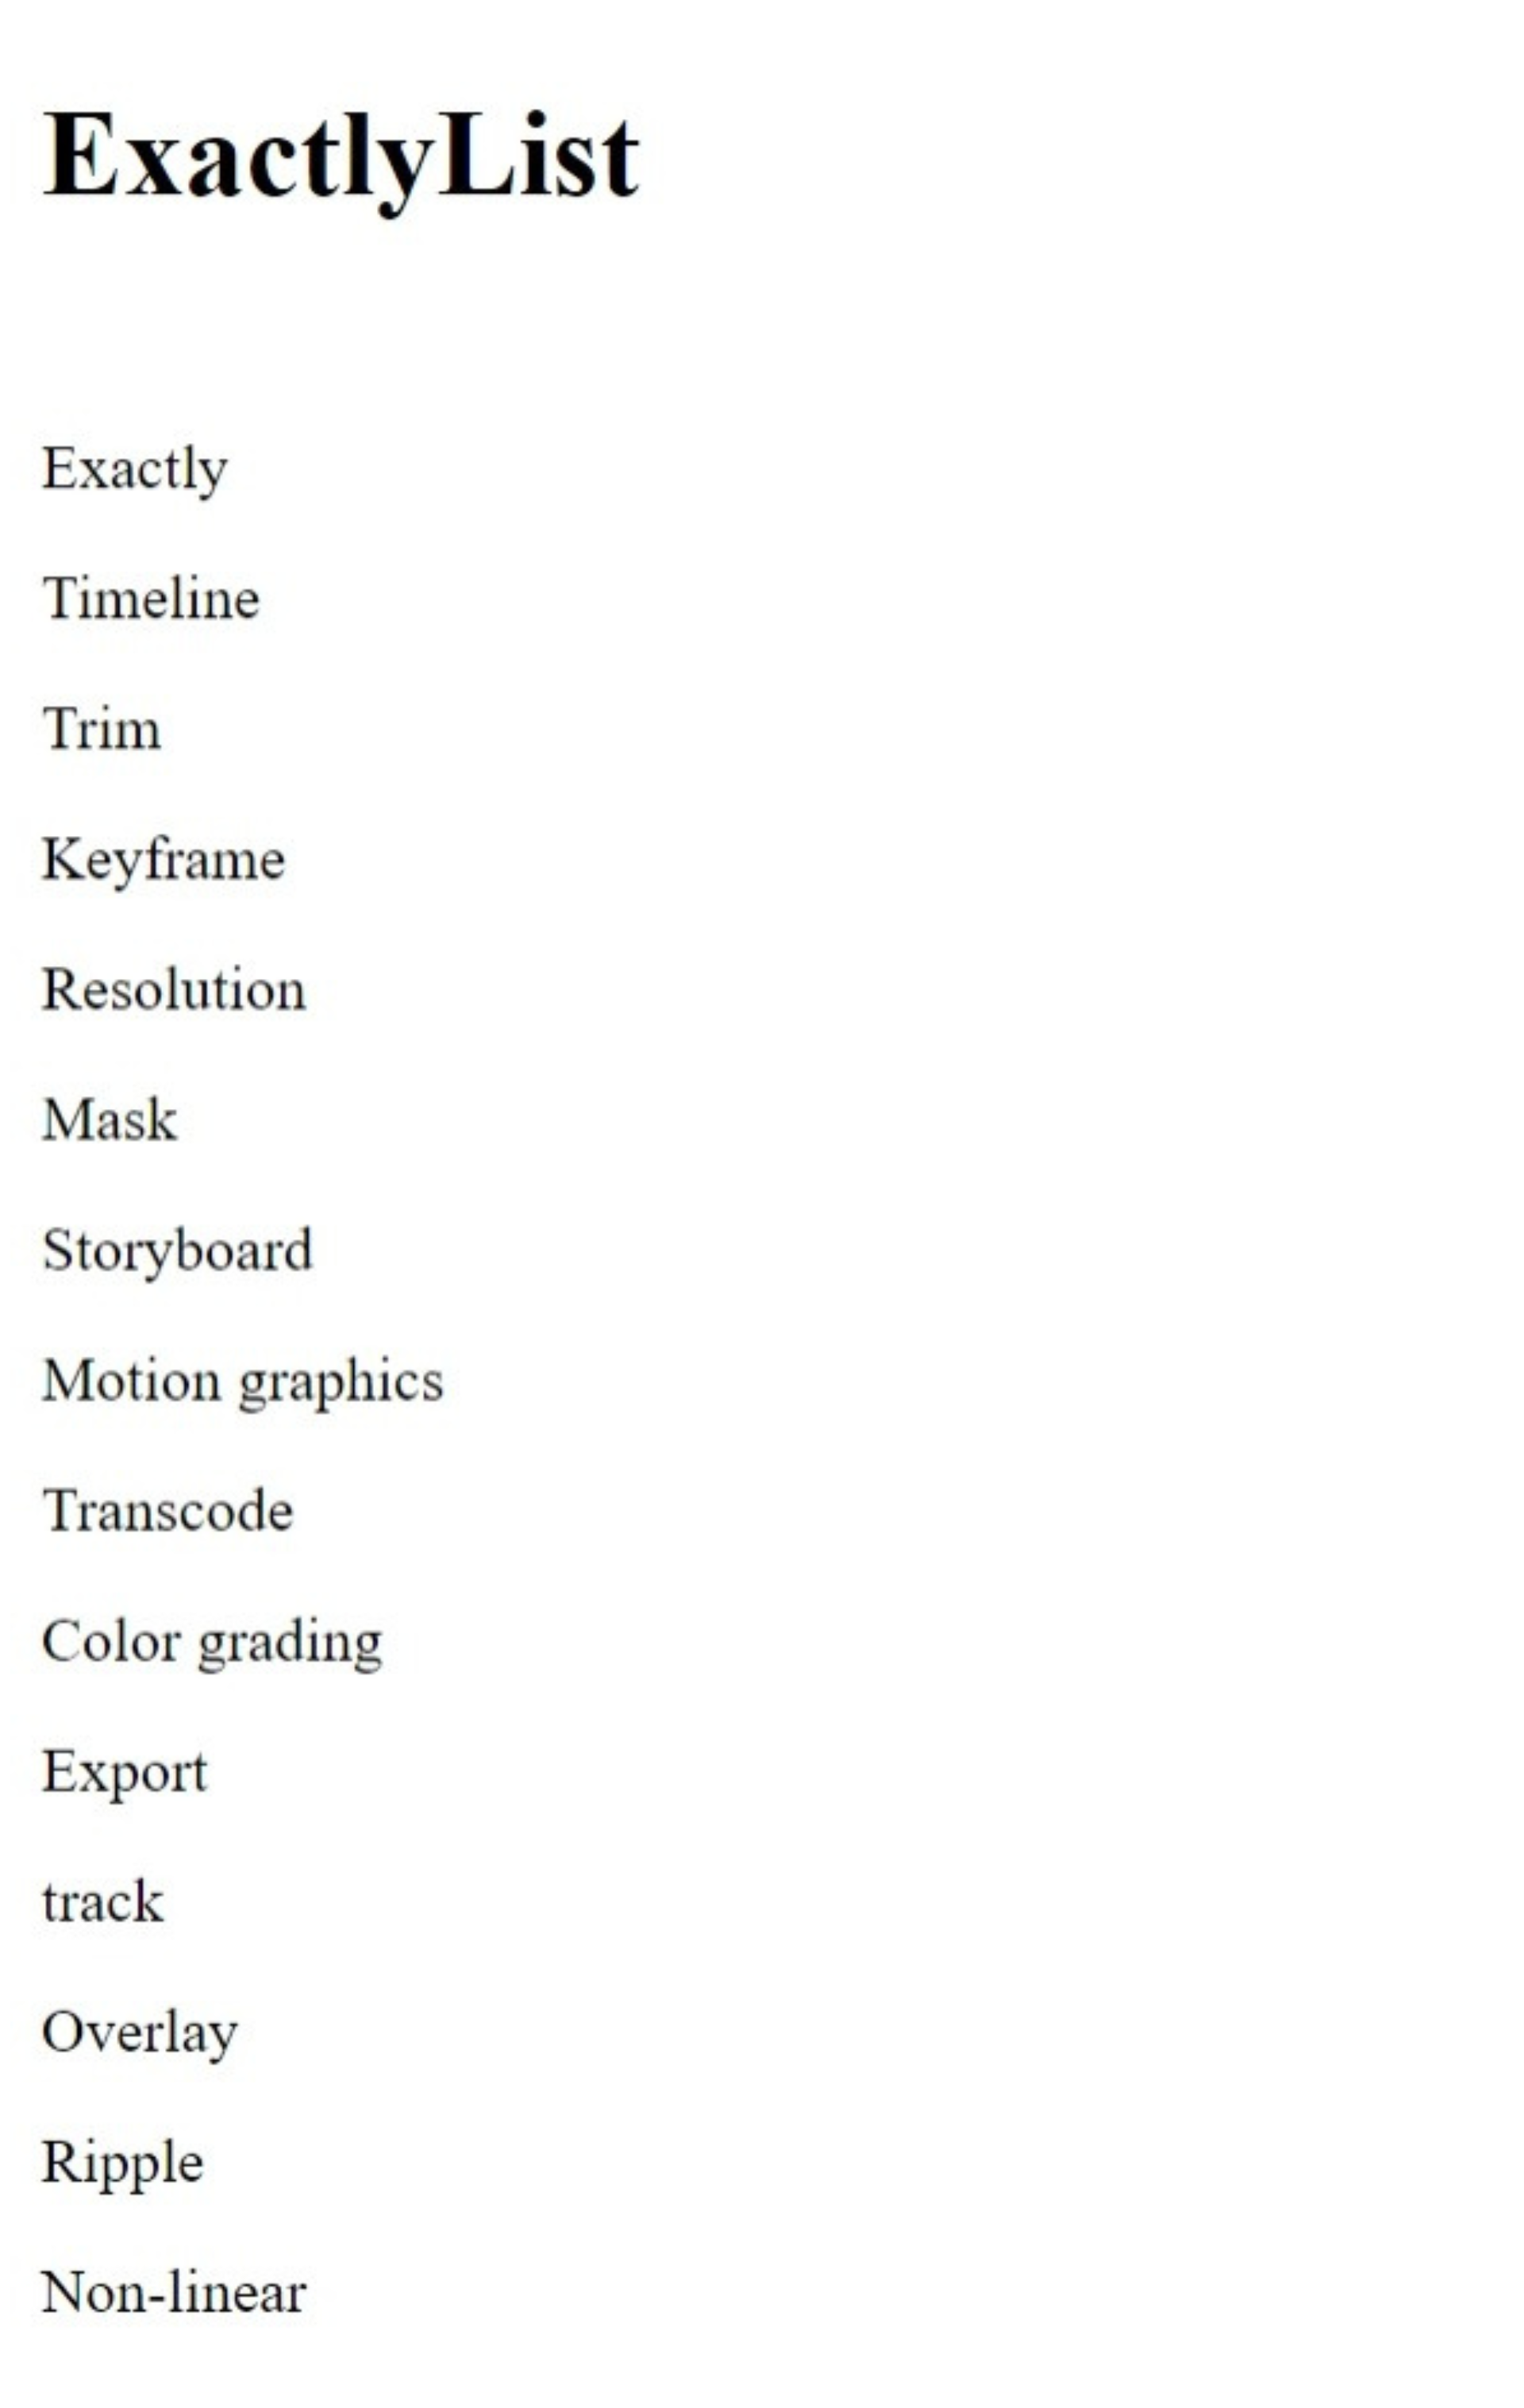 ExactlyList
Exactly
Timeline
Trim
Keyframe
Resolution
Mask
Storyboard
Motion graphics
Transcode
Color grading
Export
track
Overlay
Ripple
Non-linear